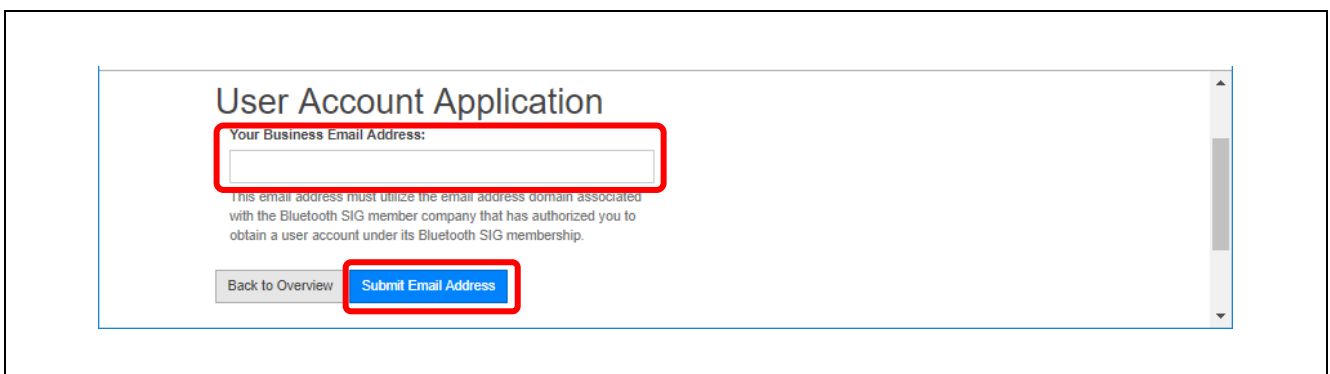 User Account Application
Your Business Email Address:
This email address must utilize the email address domain associated
with the Bluetooth SIG member company that has authorized you to
obtain a user account under its Bluetooth SIG membership.
Back to Overview Submit Email Address